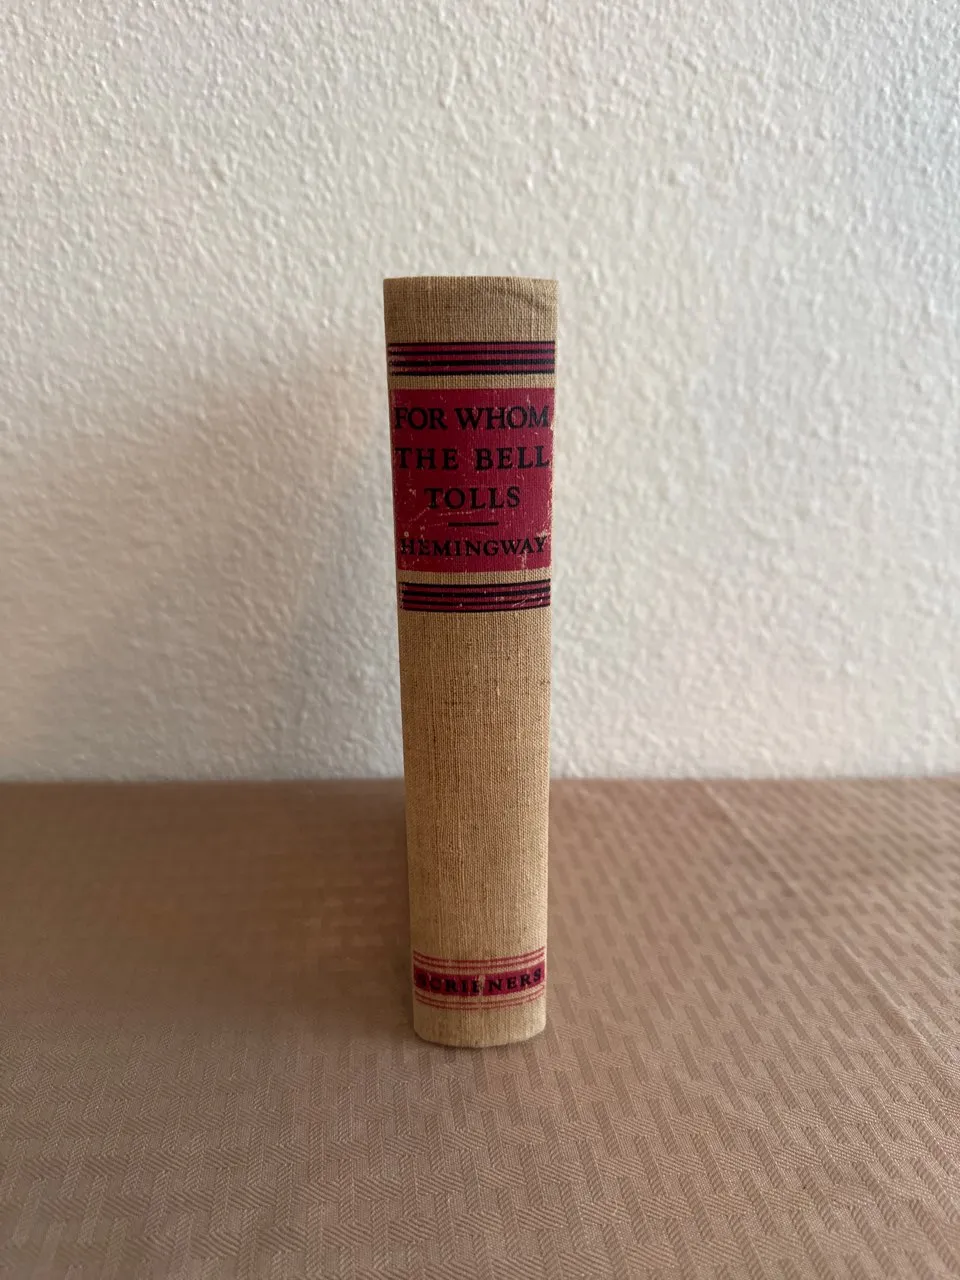 FOR WHOM
THE BELL
TOLLS
HEMINGWAY
SCRIBNERS